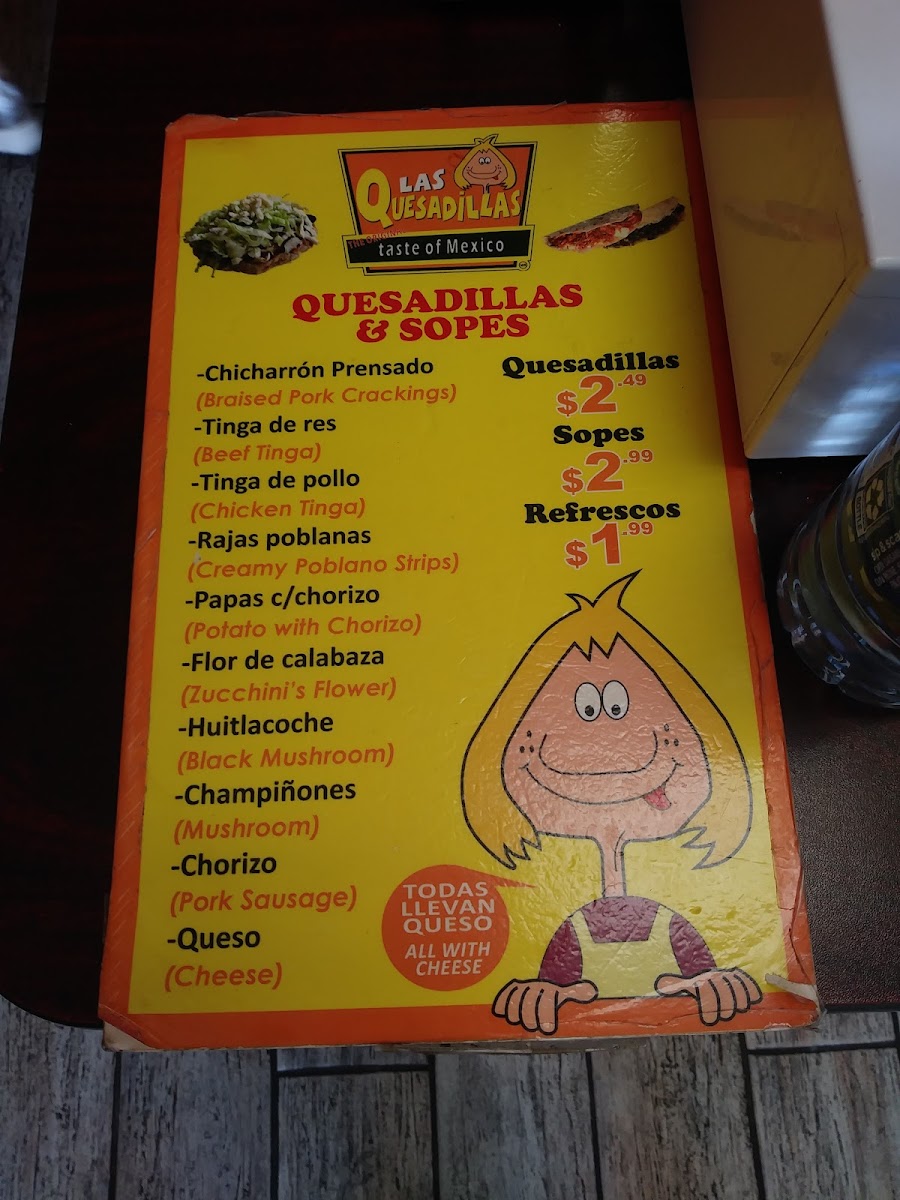 LAS
QUESADILLAS
THE ORIGINAL
taste of Mexico
QUESADILLAS
& SOPES
-Chicharrón Prensado
(Braised Pork Crackings)
-Tinga de res
(Beef Tinga)
-Tinga de pollo
(Chicken Tinga)
-Rajas poblanas
(Creamy Poblano Strips)
-Papas c/chorizo
(Potato with Chorizo)
-Flor de calabaza
(Zucchini's Flower)
-Huitlacoche
(Black Mushroom)
-Champiñones
(Mushroom)
-Chorizo
(Pork Sausage)
-Queso
(Cheese)
Quesadillas
$2.49
Sopes
$2.99
Refrescos
$1.99
TODAS
LLEVAN
QUESO
ALL WITH
CHEESE